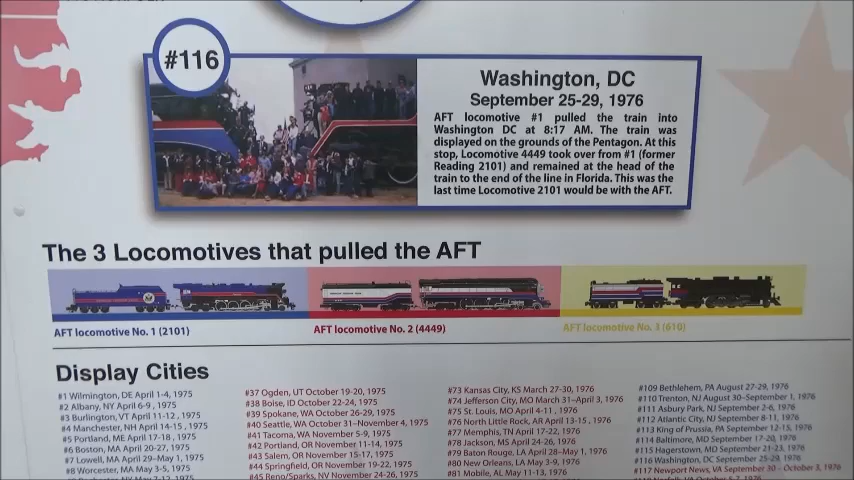 #116
Washington, DC
September 25-29, 1976
AFT locomotive #1 pulled the train into
Washington DC at 8:17 AM. The train was
displayed on the grounds of the Pentagon. At this
stop, Locomotive 4449 took over from #1 (former
Reading 2101) and remained at the head of the
train to the end of the line in Florida. This was the
last time Locomotive 2101 would be with the AFT.
The 3 Locomotives that pulled the AFT
AFT locomotive No. 1 (2101)
AFT locomotive No. 2 (4449)
AFT locomotive No. 3 (610)
Display Cities
#1 Wilmington, DE April 1-4, 1975
#2 Albany, NY April 6-9 , 1975
#3 Burlington, VT April 11-12 , 1975
#4 Manchester, NH April 14-15 , 1975
#5 Portland, ME April 17-18 , 1975
#6 Boston, MA April 20-27, 1975
#7 Lowell, MA April 29–May 1, 1975
#8 Worcester, MA May 3-5, 1975
#37 Ogden, UT October 19-20, 1975
#38 Boise, ID October 22-24, 1975
#39 Spokane, WA October 26-29, 1975
#40 Seattle, WA October 31–November 4, 1975
#41 Tacoma, WA November 5-9, 1975
#42 Portland, OR November 11-14, 1975
#43 Salem, OR November 15-17, 1975
#44 Springfield, OR November 19-22, 1975
#45 Reno/Sparks, NV November 24-26, 1975
#73 Kansas City, KS March 27-30, 1976
#74 Jefferson City, MO March 31–April 3, 1976
#75 St. Louis, MO April 4-11 , 1976
#76 North Little Rock, AR April 13-15 , 1976
#77 Memphis, TN April 17-22, 1976
#78 Jackson, MS April 24-26, 1976
#79 Baton Rouge, LA April 28–May 1, 1976
#80 New Orleans, LA May 3-9, 1976
#81 Mobile, AL May 11-13, 1976
#109 Bethlehem, PA August 27-29, 1976
#110 Trenton, NJ August 30–September 1, 1976
#111 Asbury Park, NJ September 2-6, 1976
#112 Atlantic City, NJ September 8-11, 1976
#113 King of Prussia, PA September 12-15, 1976
#114 Baltimore, MD September 17-20, 1976
#115 Hagerstown, MD September 21-23, 1976
#116 Washington, DC September 25-29, 1976
#117 Newport News, VA September 30 – October 3, 1976